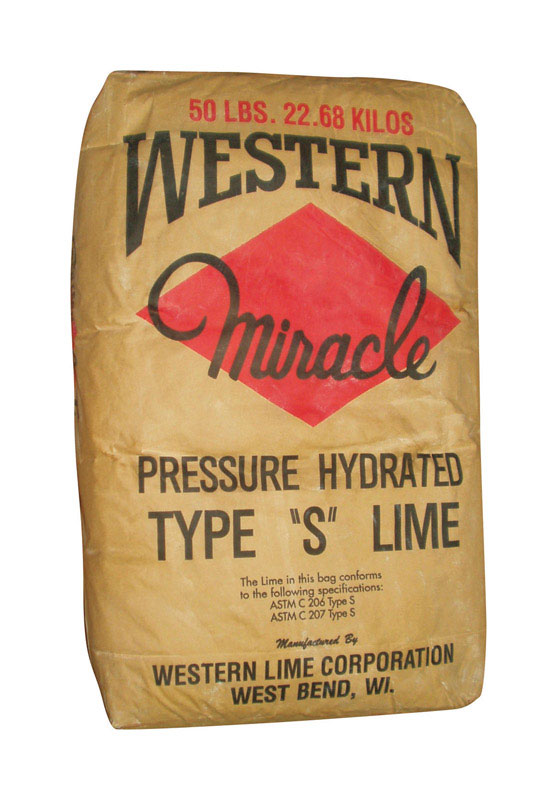 50 LBS. 22.68 KILOS
WESTERN
Miracle
PRESSURE HYDRATED
TYPE "S" LIME
The Lime in this bag conforms
to the following specifications:
ASTM C 206 Type S
ASTM C 207 Type S
Manufactured By
WESTERN LIME CORPORATION
WEST BEND, WI.